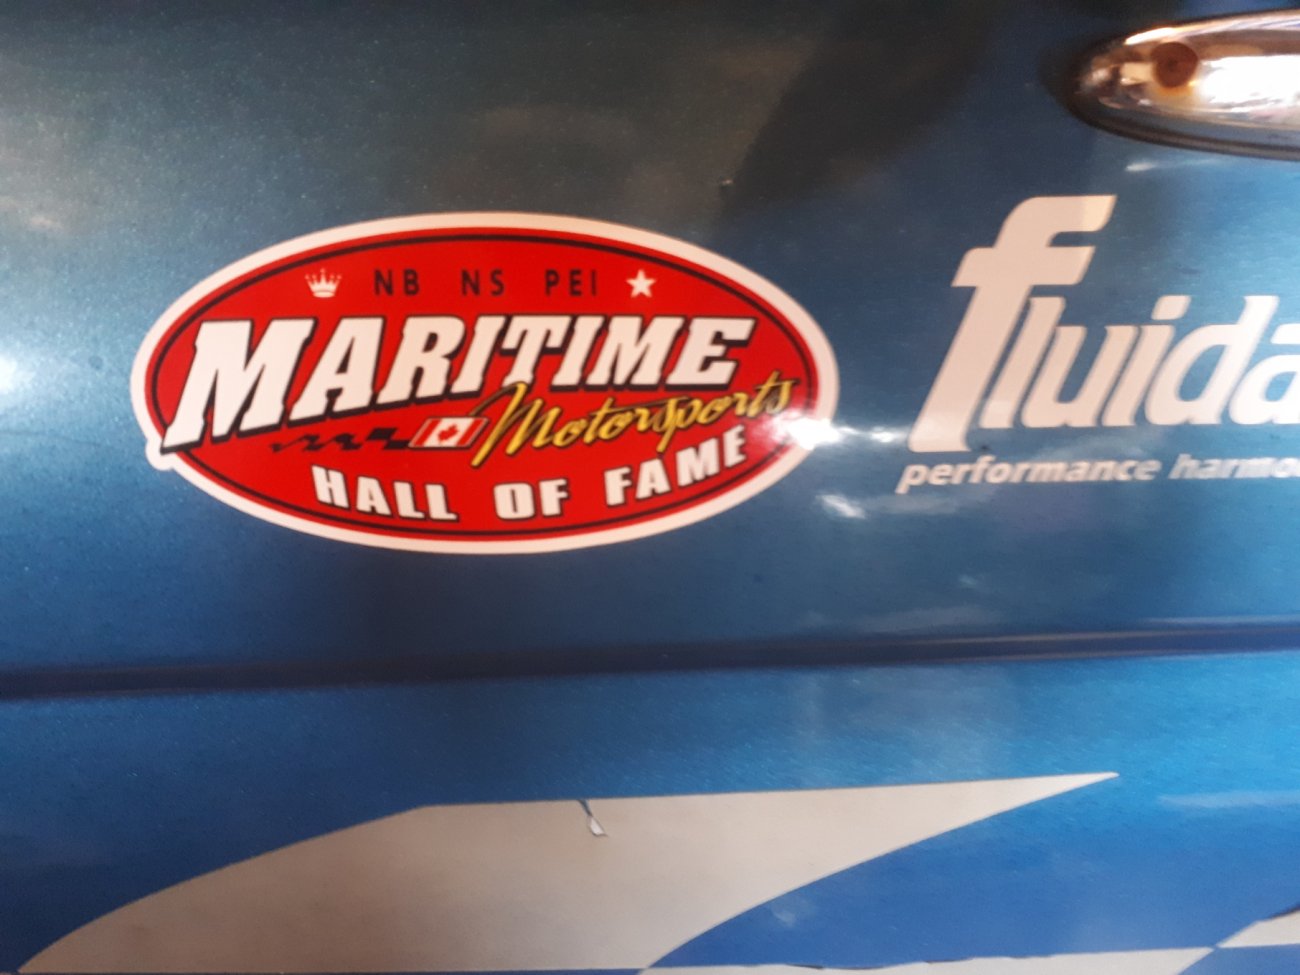 NB NS PEI
MARITIME
Motorsports
HALL OF FAME
fluida
performance harmo